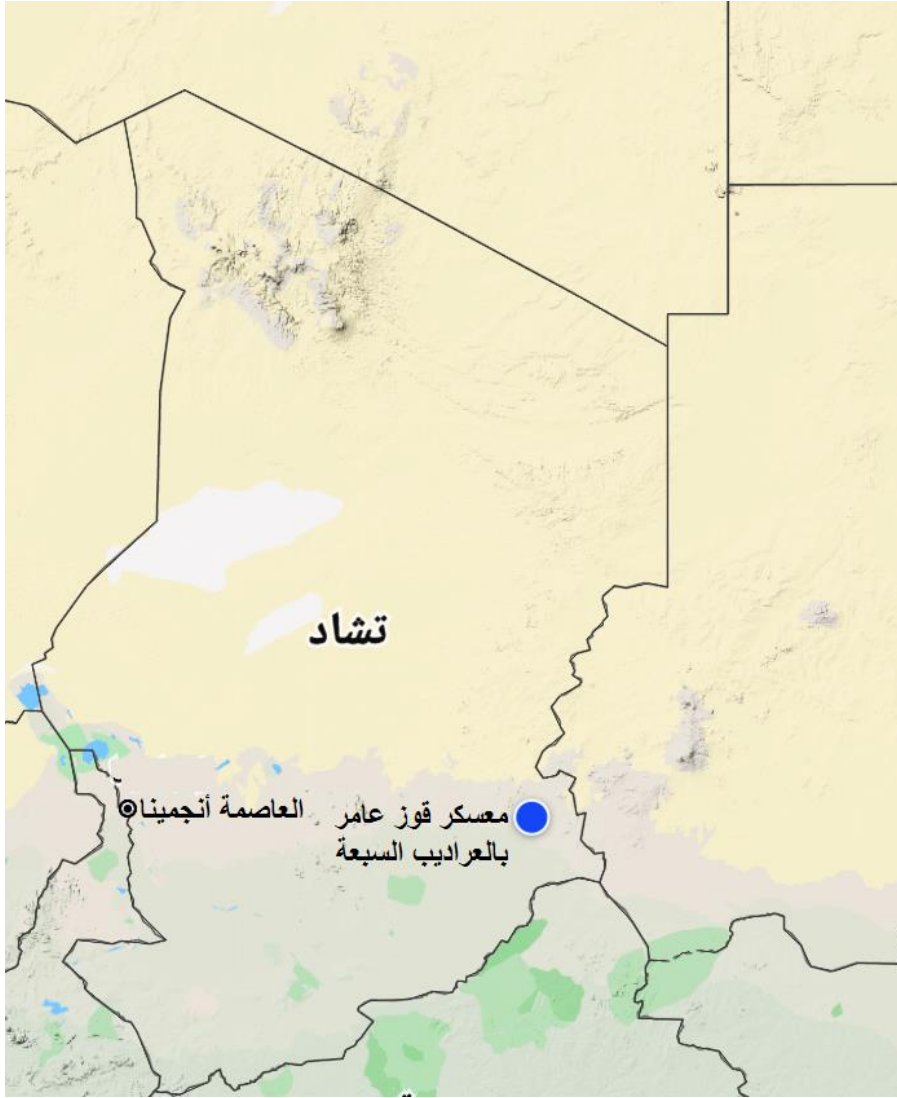 تشاد
العاصمة أنجمينا
معسكر قوز عامر
بالعراديب السبعة